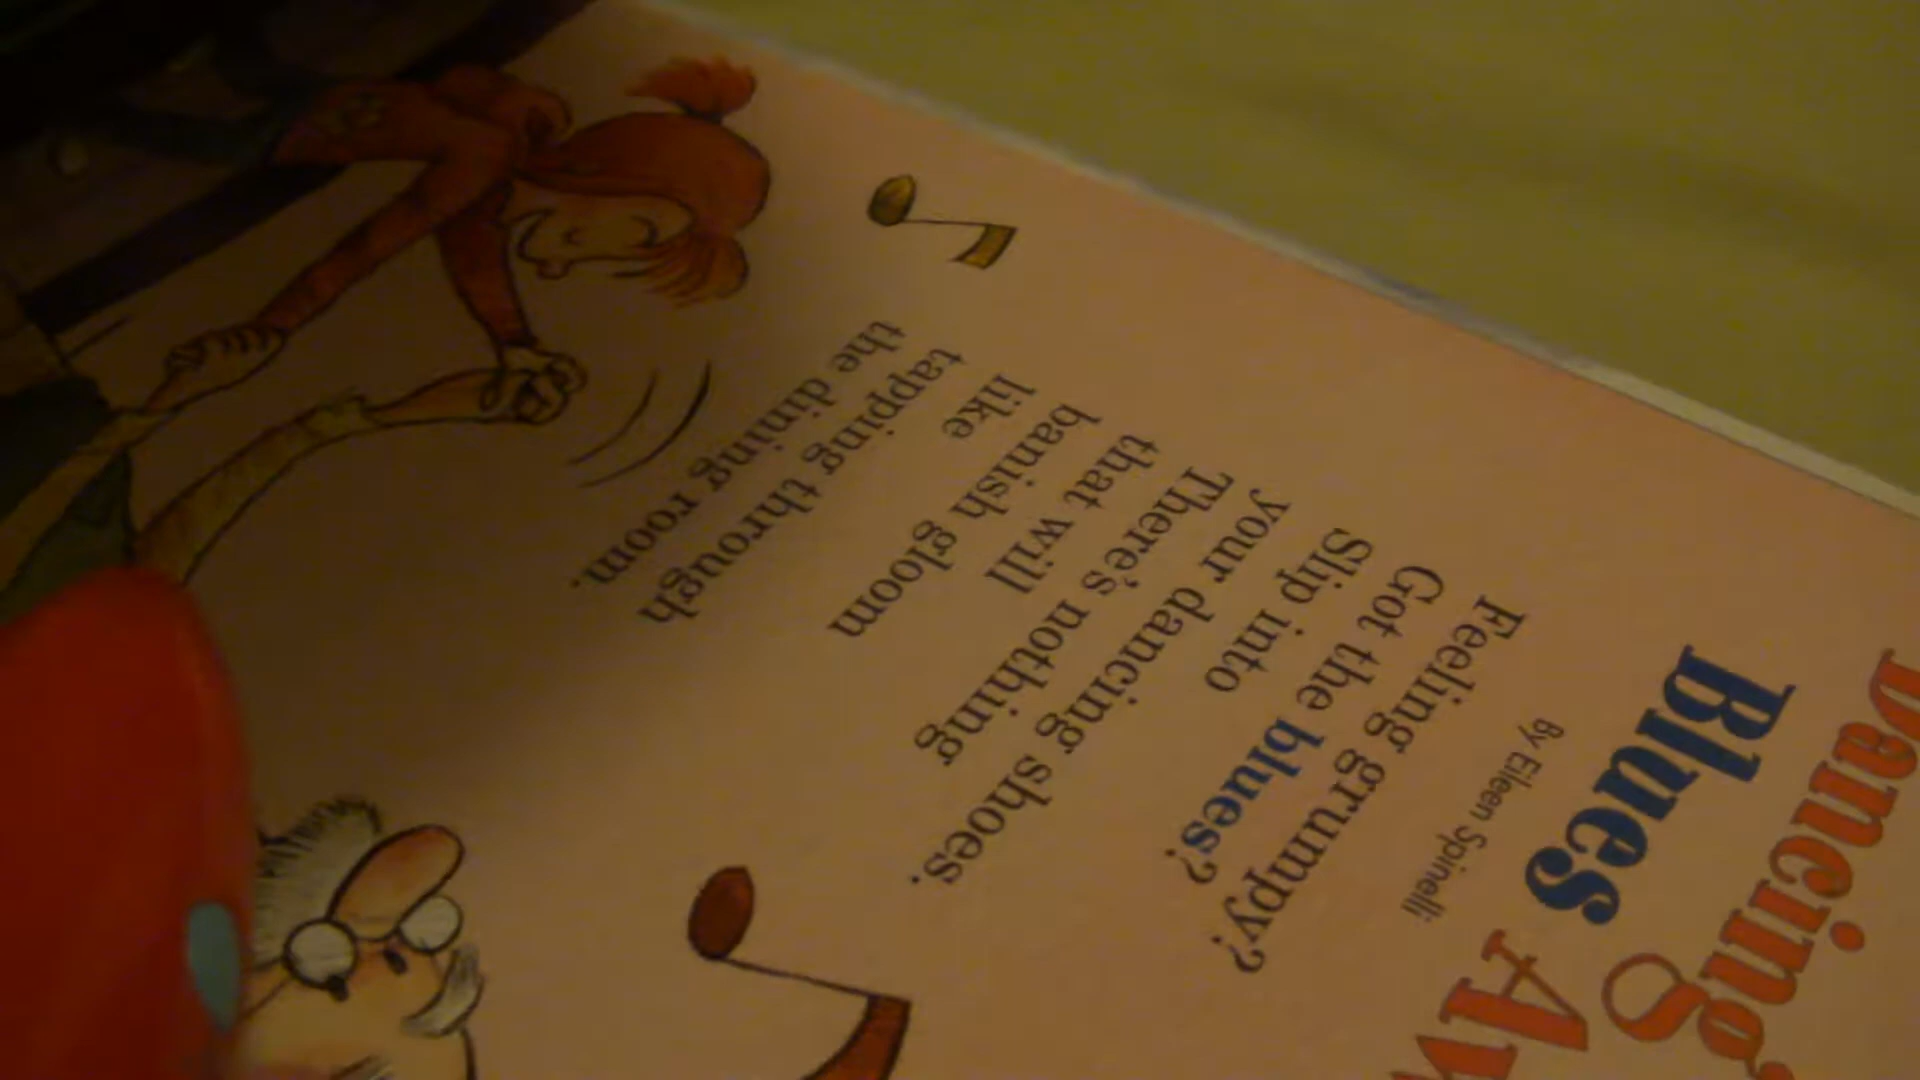 Dancing
Blues
By Eileen Spinelli
Feeling grumpy?
Got the blues?
Slip into
your dancing shoes.
There's nothing
that will
banish gloom
like
tapping through
the dining room.